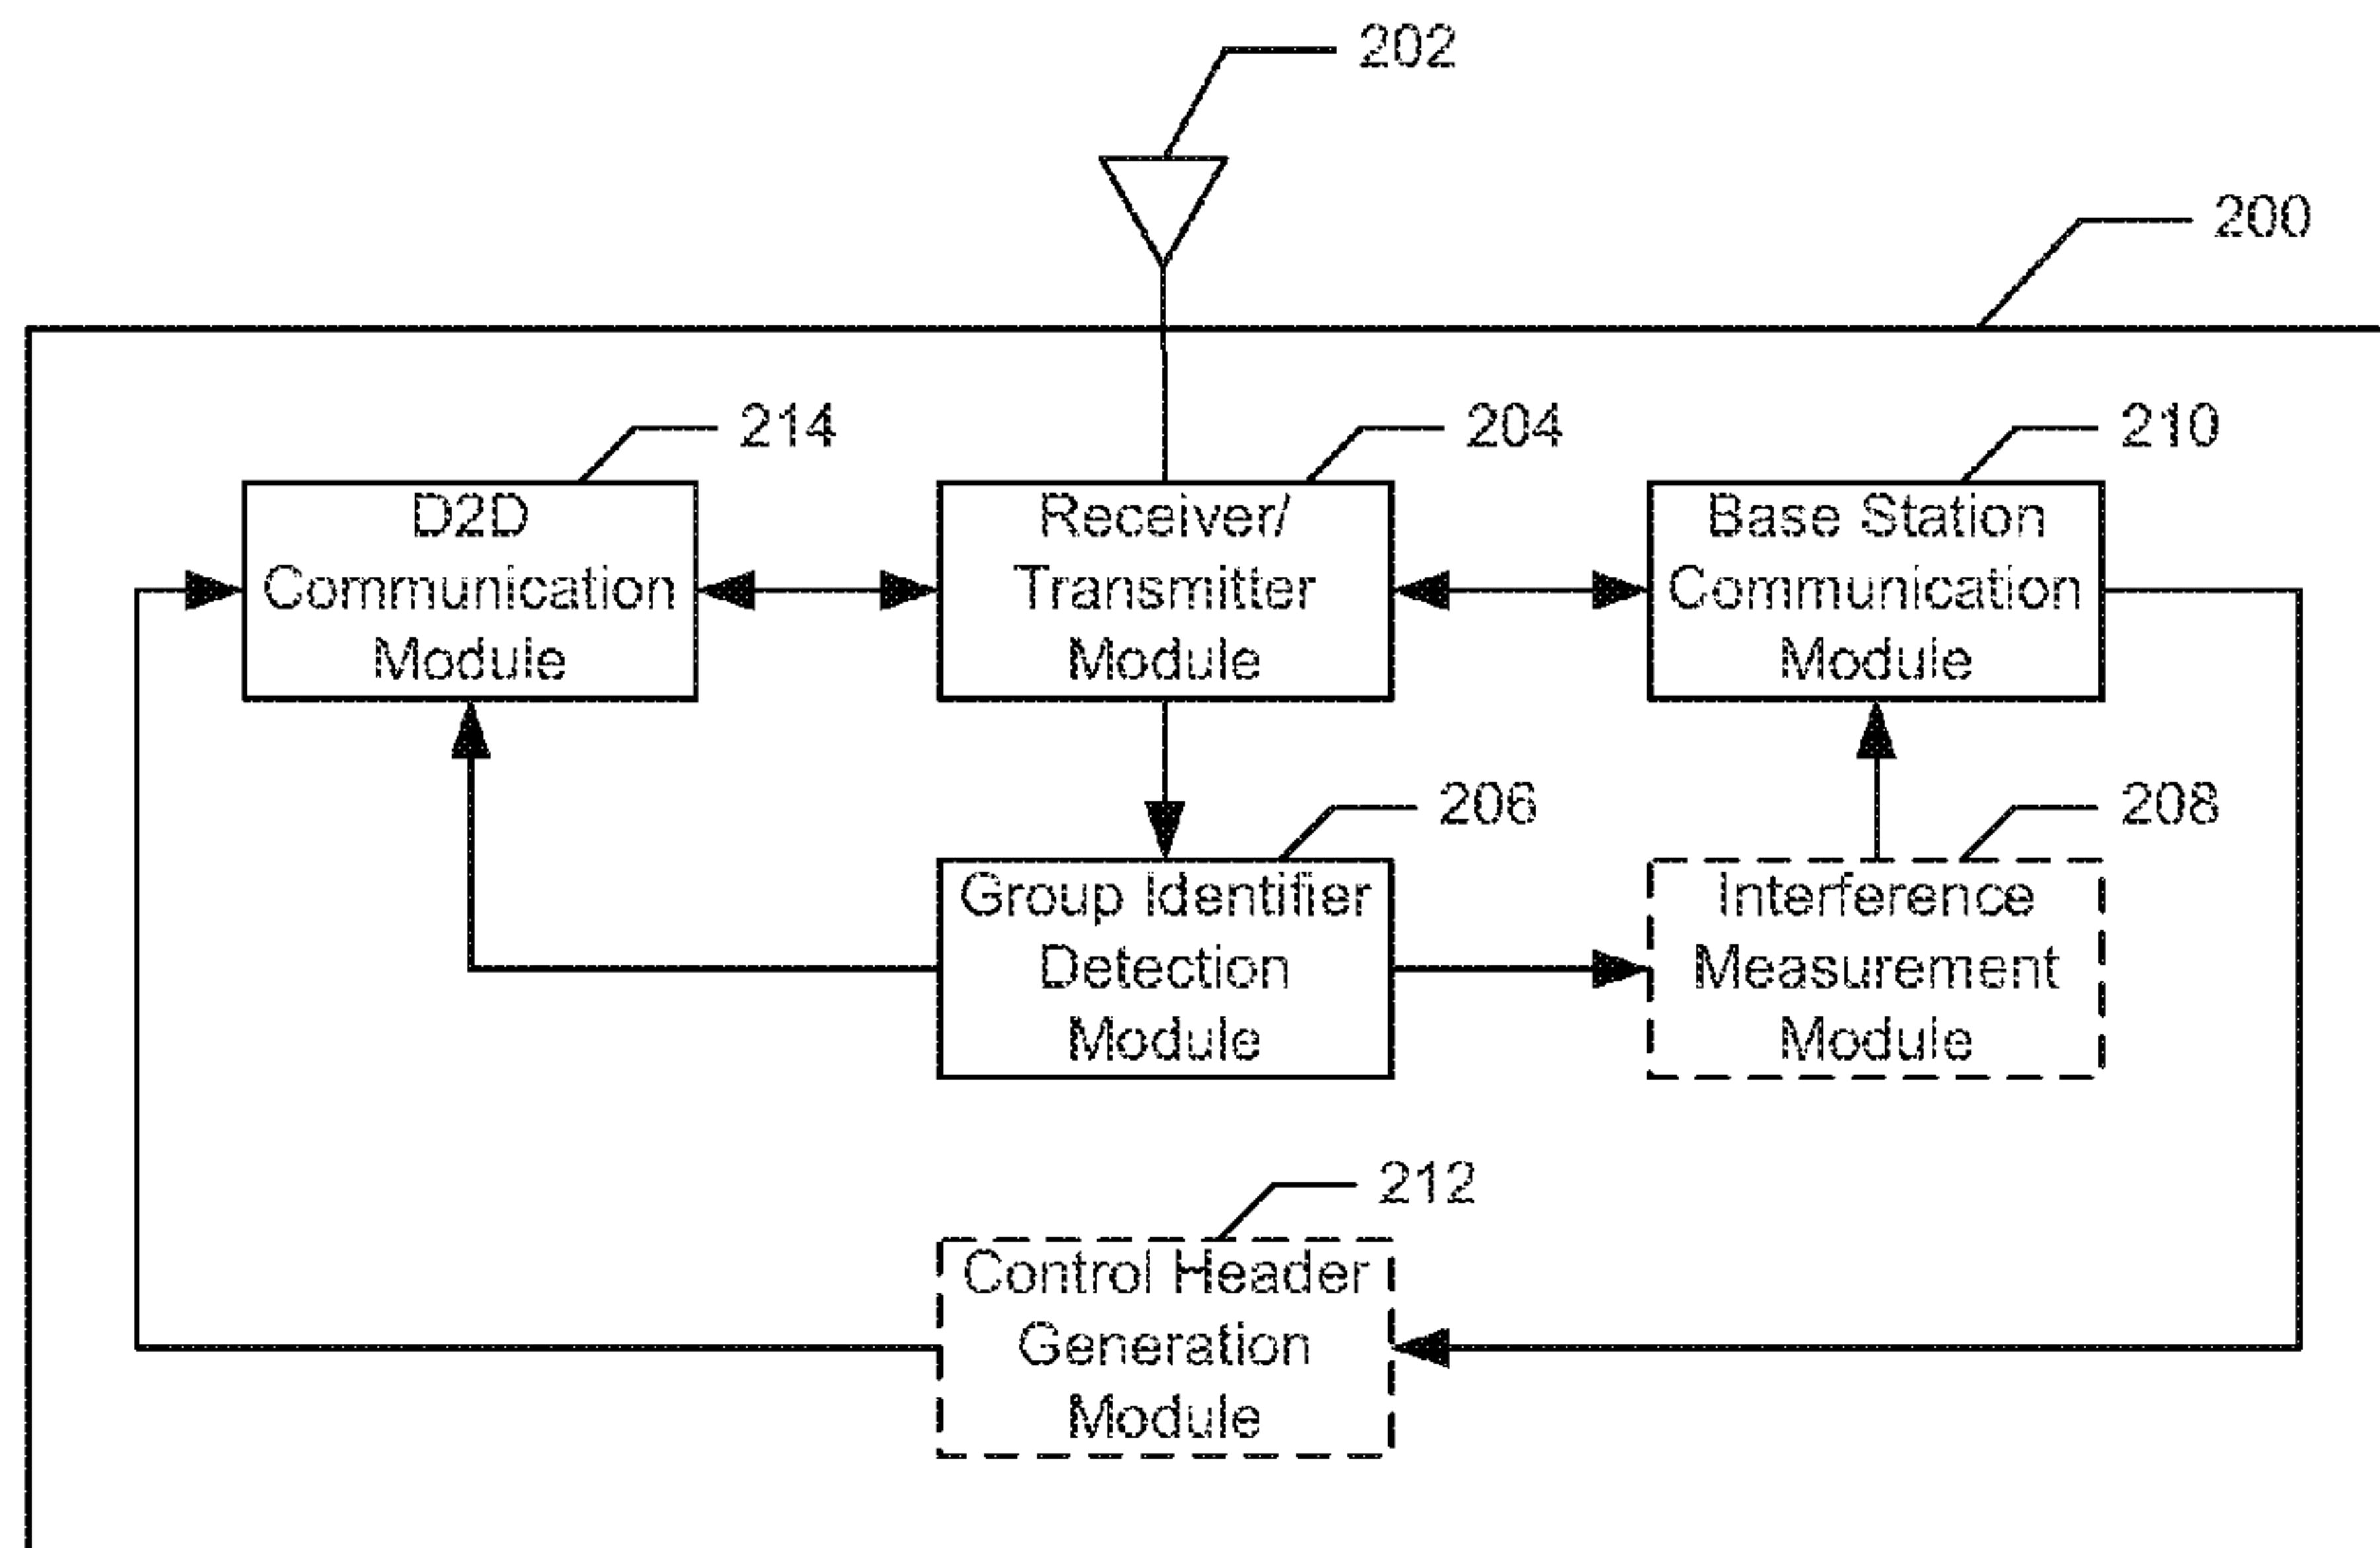 202
200
214
204
210
D2D
Communication
Module
Receiver/
Transmitter
Module
Base Station
Communication
Module
206
208
Group Identifier
Detection
Module
Interference
Measurement
Module
212
Control Header
Generation
Module